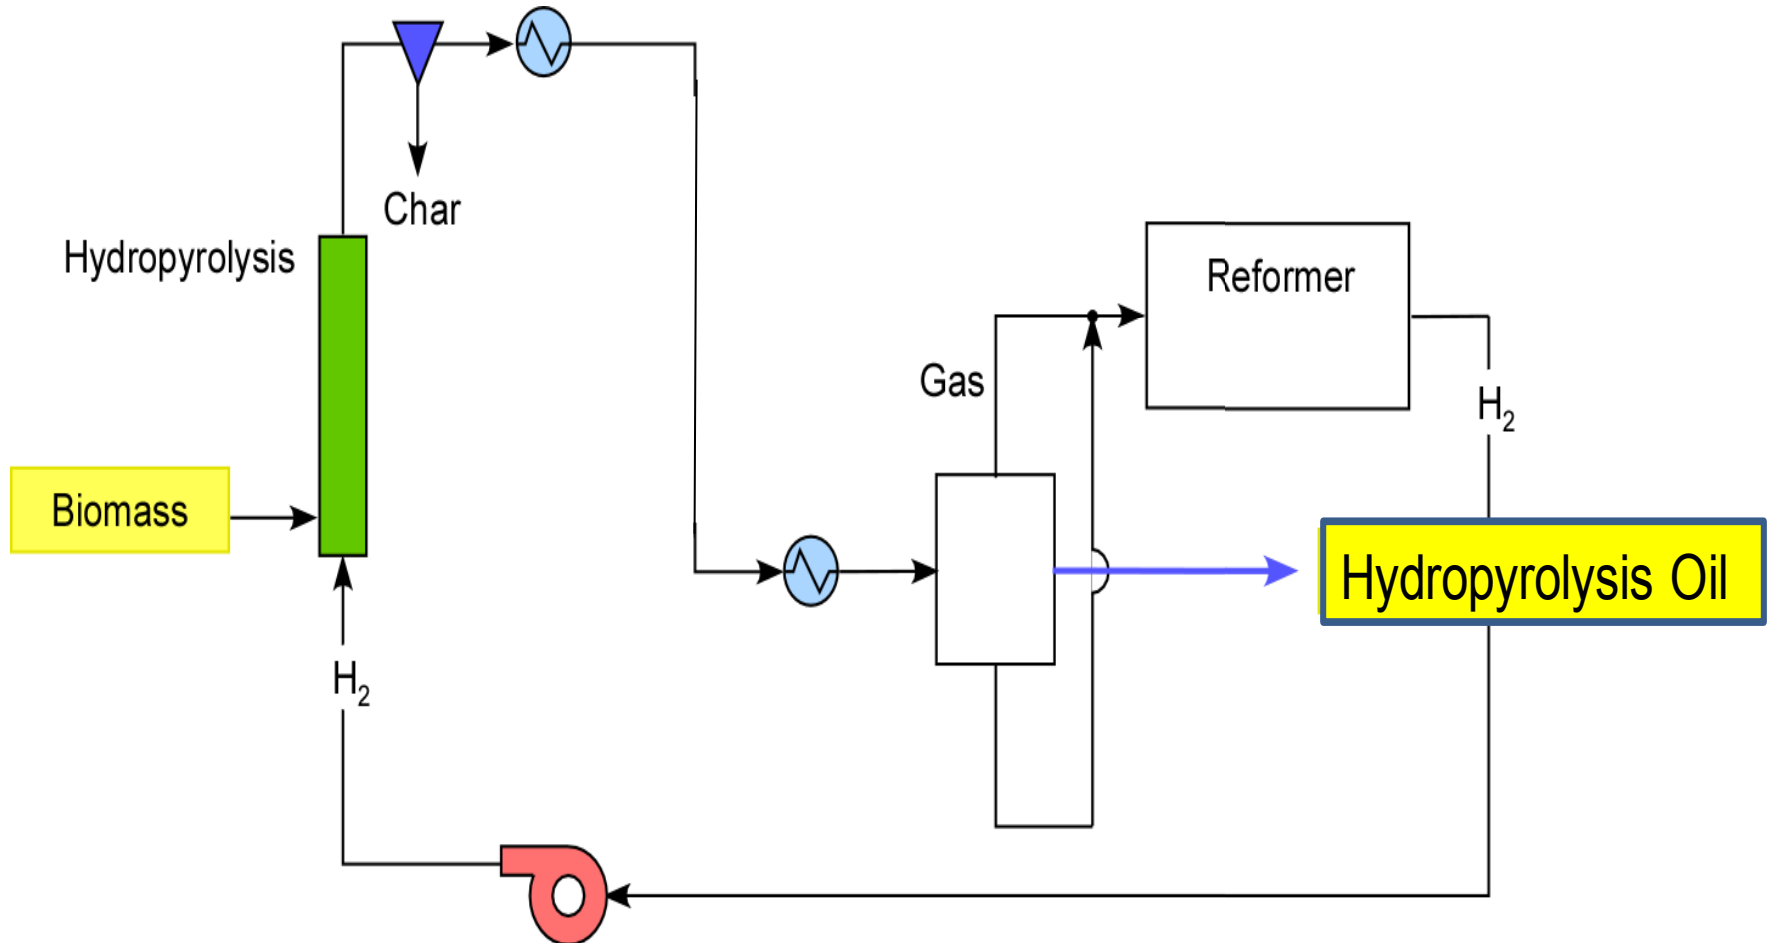 Char
Hydropyrolysis
Reformer
Gas
H₂
Biomass
Hydropyrolysis Oil
H₂